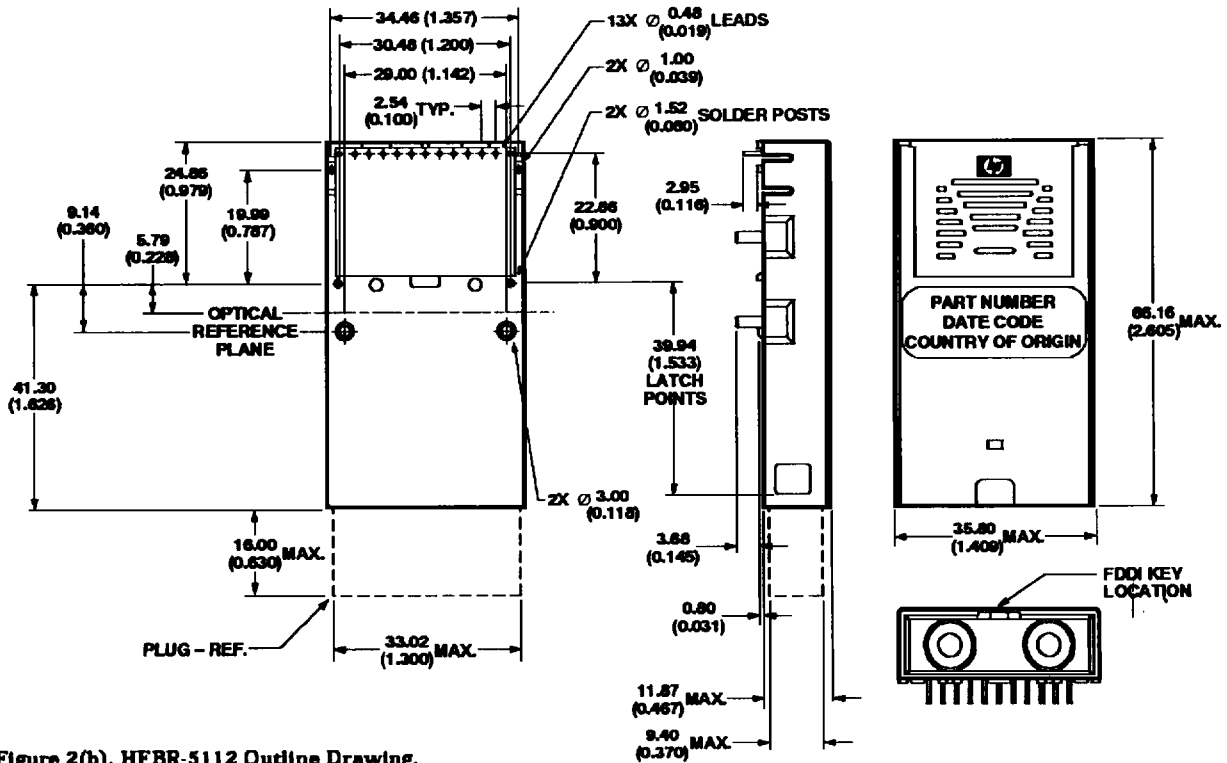 34.46 (1.357)
30.48 (1.200)
29.00 (1.142)
2.54
(0.100) TYP.
13X Ø 0.48
(0.019) LEADS
2X Ø 1.00
(0.039)
2X Ø 1.52
(0.060) SOLDER POSTS
24.86
(0.979)
19.99
(0.787)
9.14
(0.360)
5.79
(0.228)
22.86
(0.900)
OPTICAL
REFERENCE
PLANE
41.30
(1.626)
2X Ø 3.00
(0.118)
16.00
(0.630) MAX.
PLUG – REF.
33.02
(1.300) MAX.
2.95
(0.116)
39.94
(1.533)
LATCH
POINTS
3.68
(0.145)
0.80
(0.031)
11.87
(0.467) MAX.
9.40
(0.370) MAX.
hp
PART NUMBER
DATE CODE
COUNTRY OF ORIGIN
66.16
(2.605) MAX.
35.80
(1.409) MAX.
FDDI KEY
LOCATION
Figure 2(b). HFBR-5112 Outline Drawing.